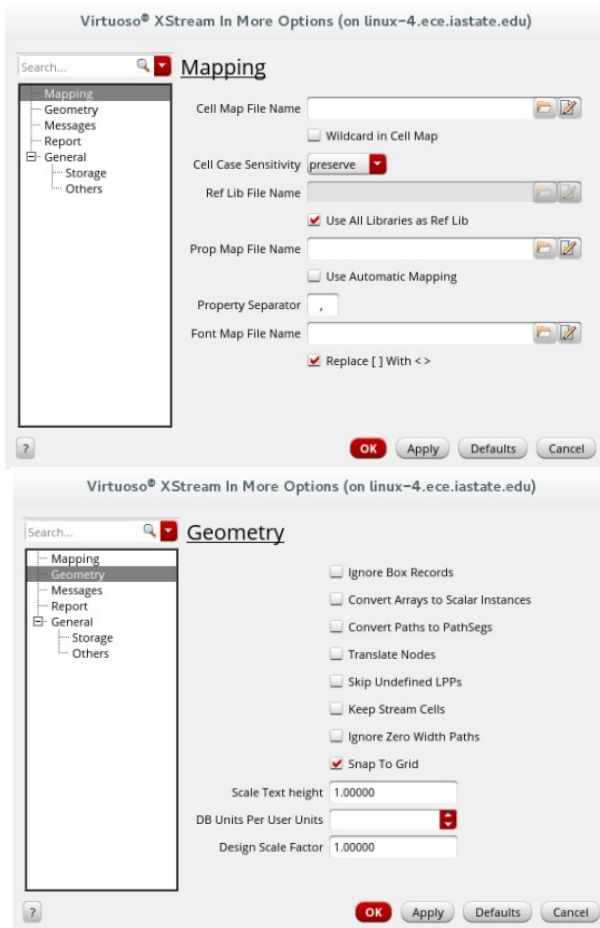 Virtuoso® XStream In More Options (on linux-4.ece.iastate.edu)
Search...
Mapping
Geometry
Messages
Report
General
Storage
Others
Mapping
Cell Map File Name
Wildcard in Cell Map
Cell Case Sensitivity preserve
Ref Lib File Name
Use All Libraries as Ref Lib
Prop Map File Name
Use Automatic Mapping
Property Separator ,
Font Map File Name
Replace [ ] With < >
? OK Apply Defaults Cancel
Virtuoso® XStream In More Options (on linux-4.ece.iastate.edu)
Search...
Mapping
Geometry
Messages
Report
General
Storage
Others
Geometry
Ignore Box Records
Convert Arrays to Scalar Instances
Convert Paths to PathSegs
Translate Nodes
Skip Undefined LPPs
Keep Stream Cells
Ignore Zero Width Paths
Snap To Grid
Scale Text height 1.00000
DB Units Per User Units
Design Scale Factor 1.00000
? OK Apply Defaults Cancel